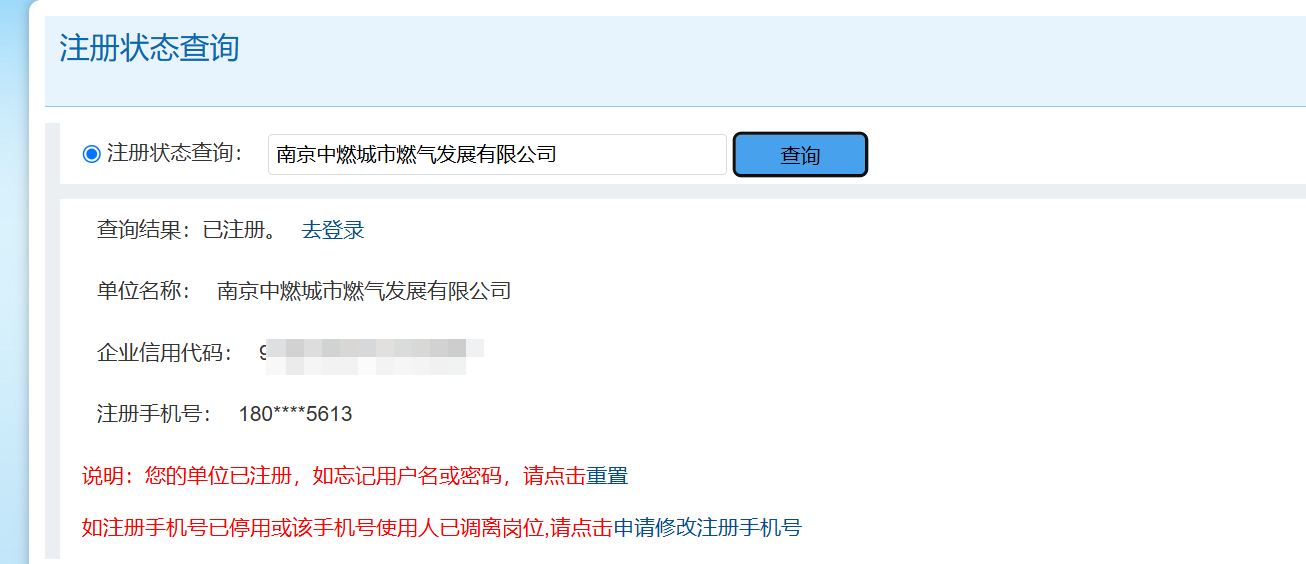 注册状态查询
注册状态查询： 南京中燃城市燃气发展有限公司 查询
查询结果：已注册。 去登录
单位名称： 南京中燃城市燃气发展有限公司
企业信用代码： 9
注册手机号： 180****5613
说明：您的单位已注册，如忘记用户名或密码，请点击重置
如注册手机号已停用或该手机号使用人已调离岗位,请点击申请修改注册手机号